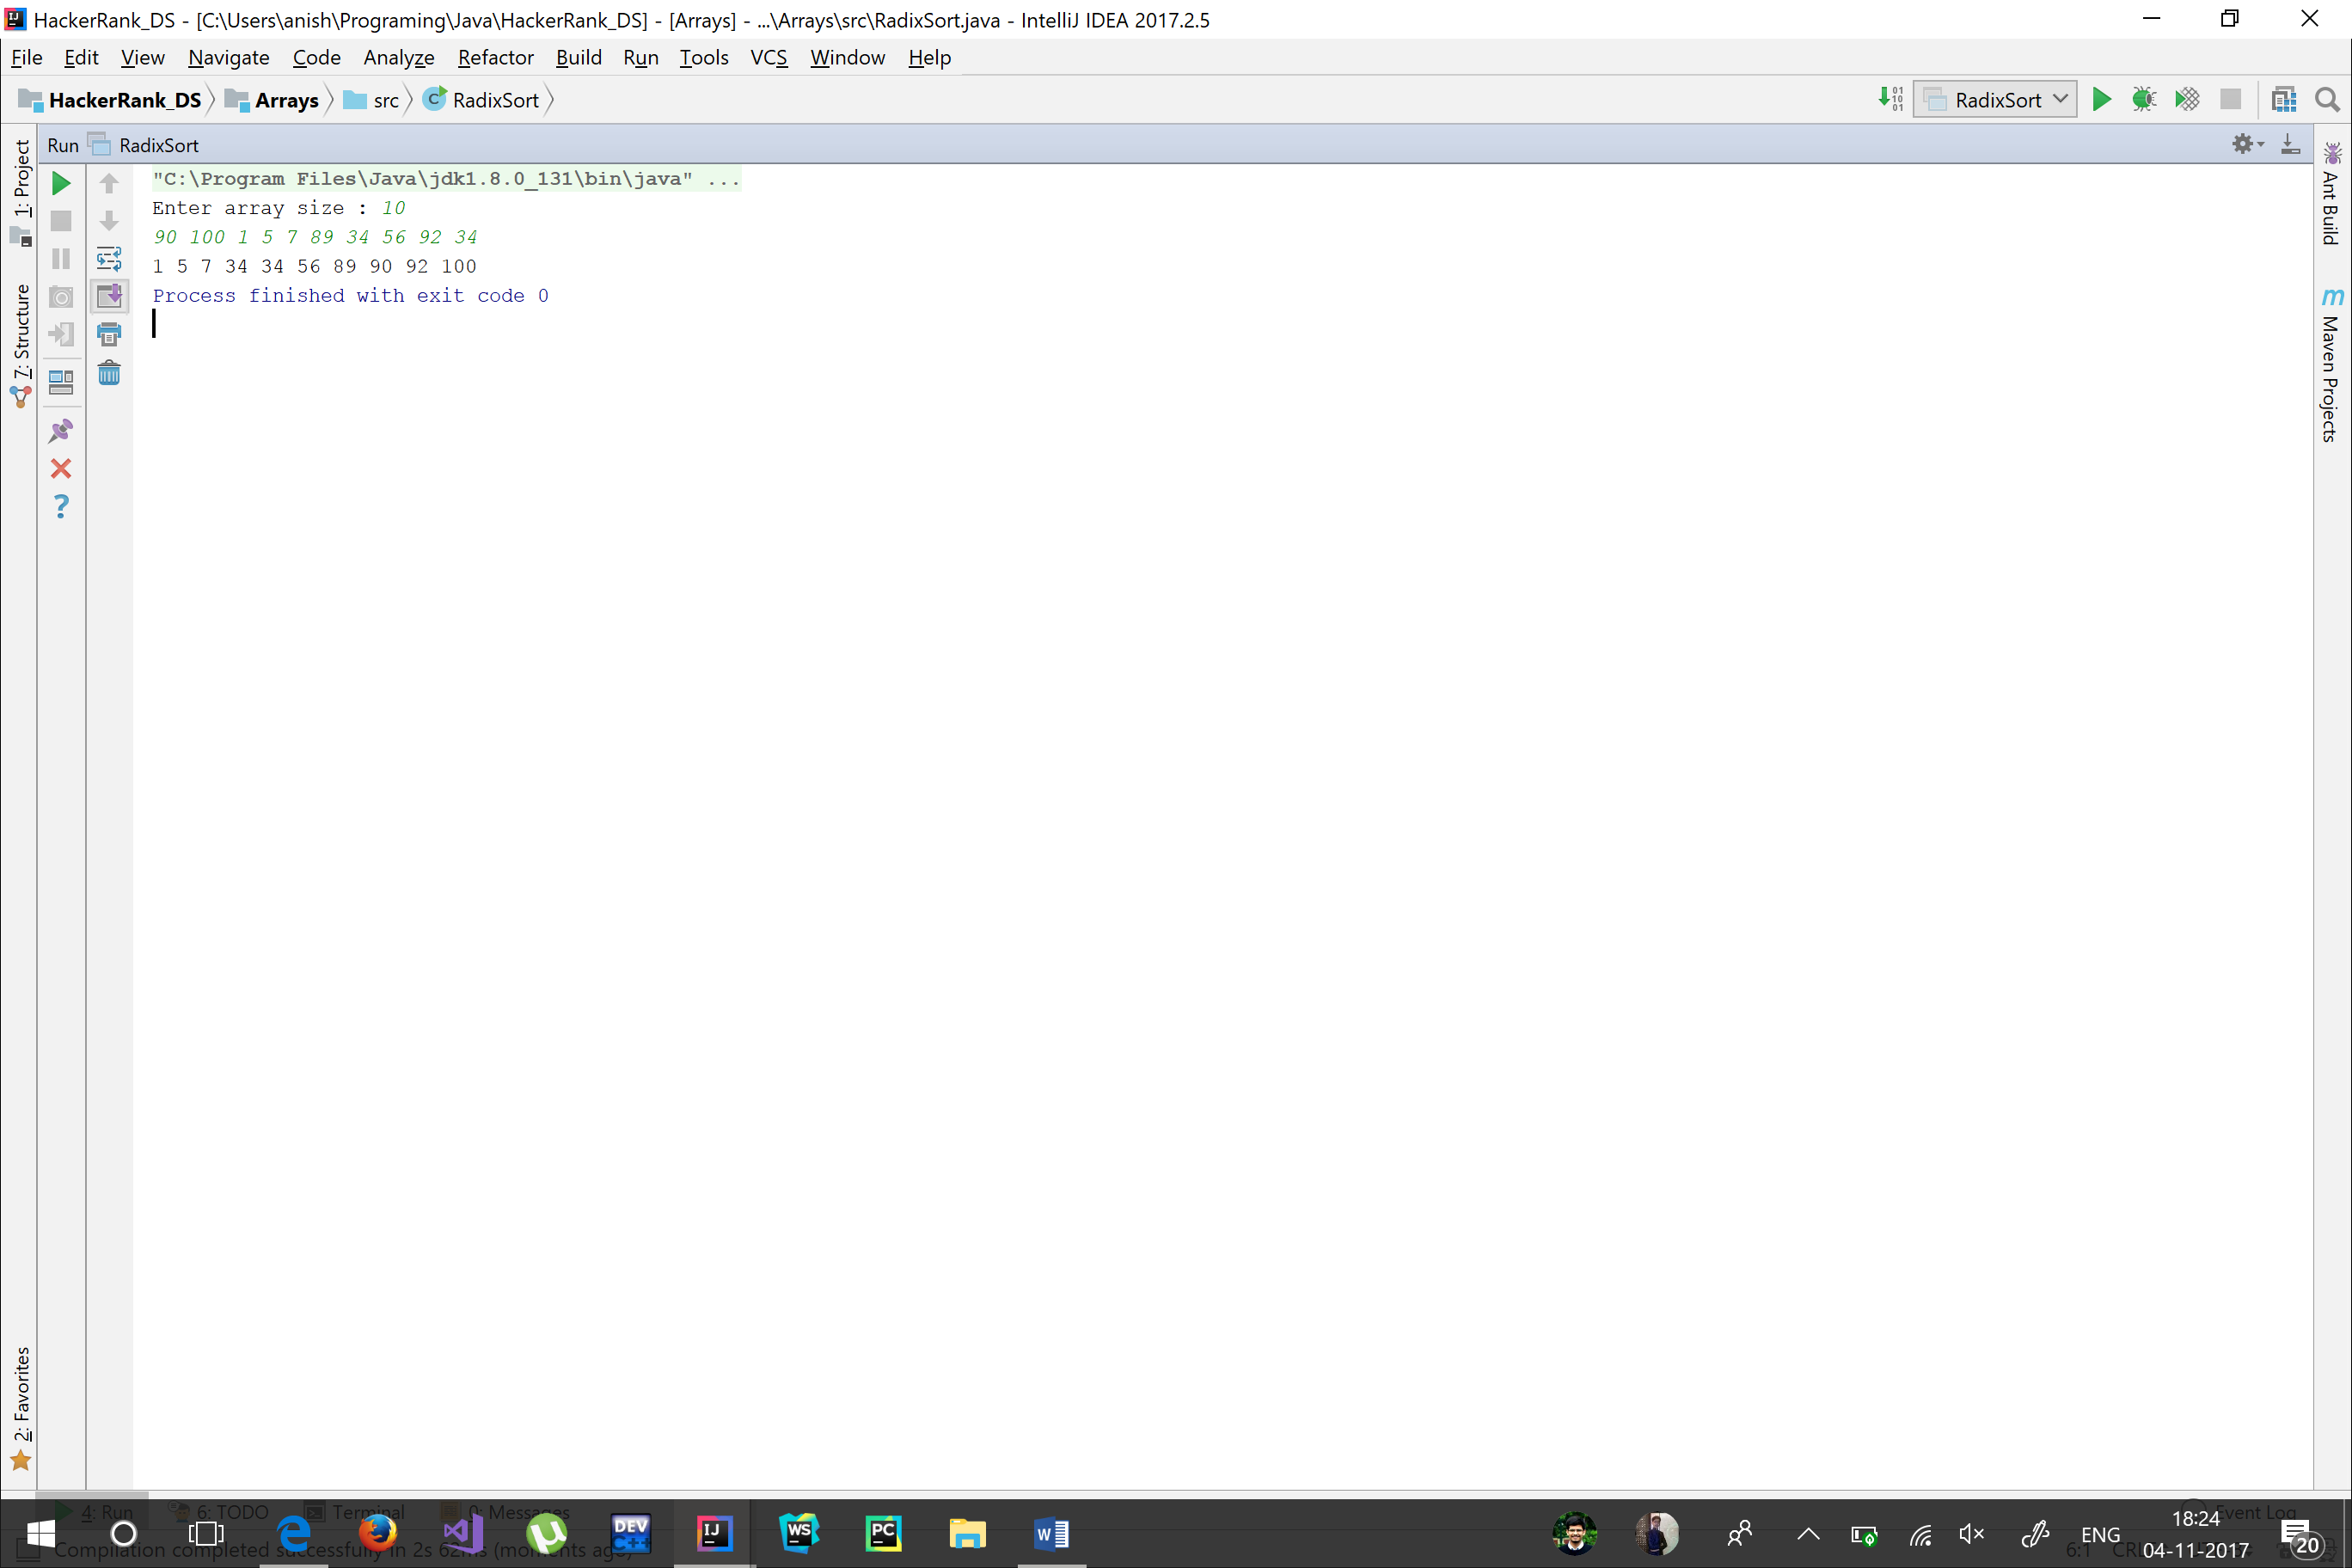 HackerRank_DS - [C:\Users\anish\Programing\Java\HackerRank_DS] - [Arrays] - ...\Arrays\src\RadixSort.java - IntelliJ IDEA 2017.2.5
File Edit View Navigate Code Analyze Refactor Build Run Tools VCS Window Help
HackerRank_DS Arrays src RadixSort RadixSort
Run RadixSort
1: Project
7: Structure
2: Favorites
"C:\Program Files\Java\jdk1.8.0_131\bin\java" ...
Enter array size : 10
90 100 1 5 7 89 34 56 92 34
1 5 7 34 34 56 89 90 92 100
Process finished with exit code 0
Ant Build
Maven Projects
4: Run 6: TODO Terminal 0: Messages Event Log
DEV C++ IJ WS PC W ENG 18:24
04-11-2017 20
Compilation completed successfully in 2s 62ms (moments ago) 6:1